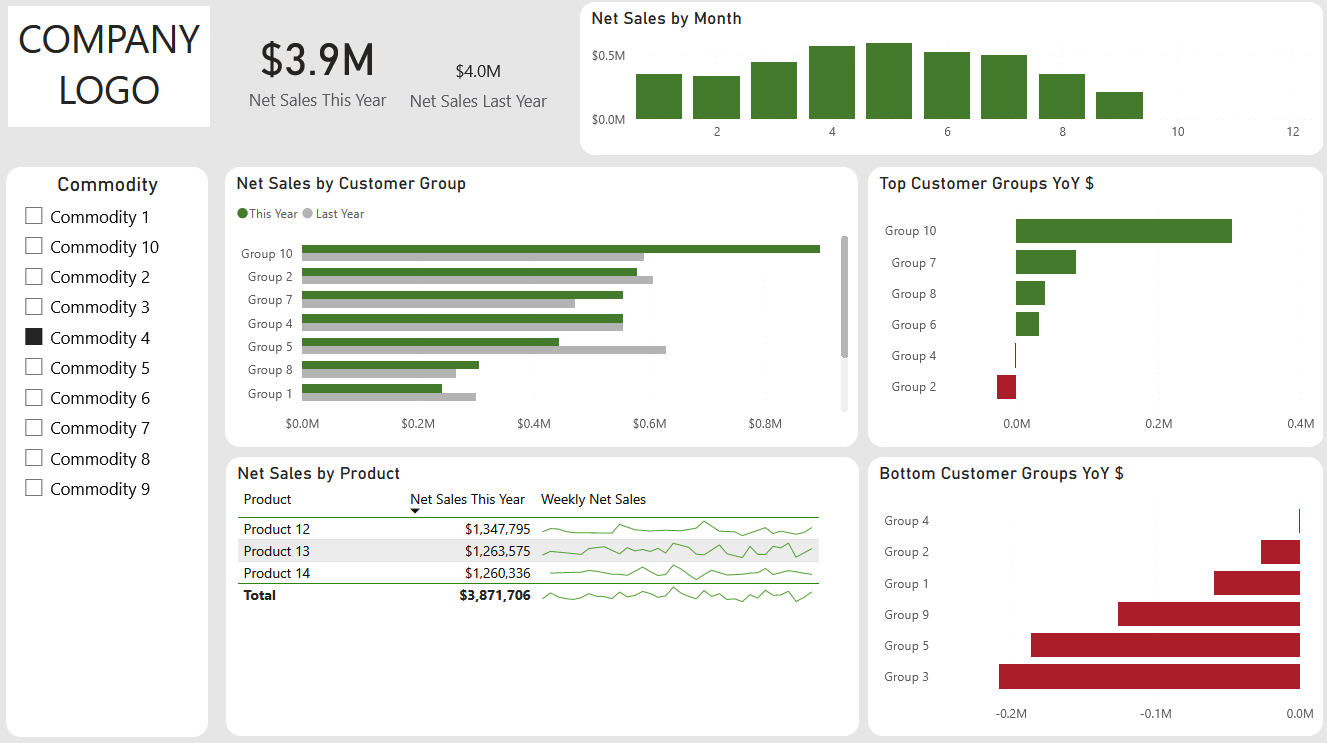 COMPANY
LOGO
$3.9M
Net Sales This Year
$4.0M
Net Sales Last Year
Net Sales by Month
$0.5M
$0.0M
2 4 6 8 10 12
Commodity
Commodity 1
Commodity 10
Commodity 2
Commodity 3
Commodity 4
Commodity 5
Commodity 6
Commodity 7
Commodity 8
Commodity 9
Net Sales by Customer Group
This Year Last Year
Group 10
Group 2
Group 7
Group 4
Group 5
Group 8
Group 1
$0.0M $0.2M $0.4M $0.6M $0.8M
Top Customer Groups YoY $
Group 10
Group 7
Group 8
Group 6
Group 4
Group 2
0.0M 0.2M 0.4M
Net Sales by Product
Product Net Sales This Year Weekly Net Sales
Product 12 $1,347,795
Product 13 $1,263,575
Product 14 $1,260,336
Total $3,871,706
Bottom Customer Groups YoY $
Group 4
Group 2
Group 1
Group 9
Group 5
Group 3
-0.2M -0.1M 0.0M